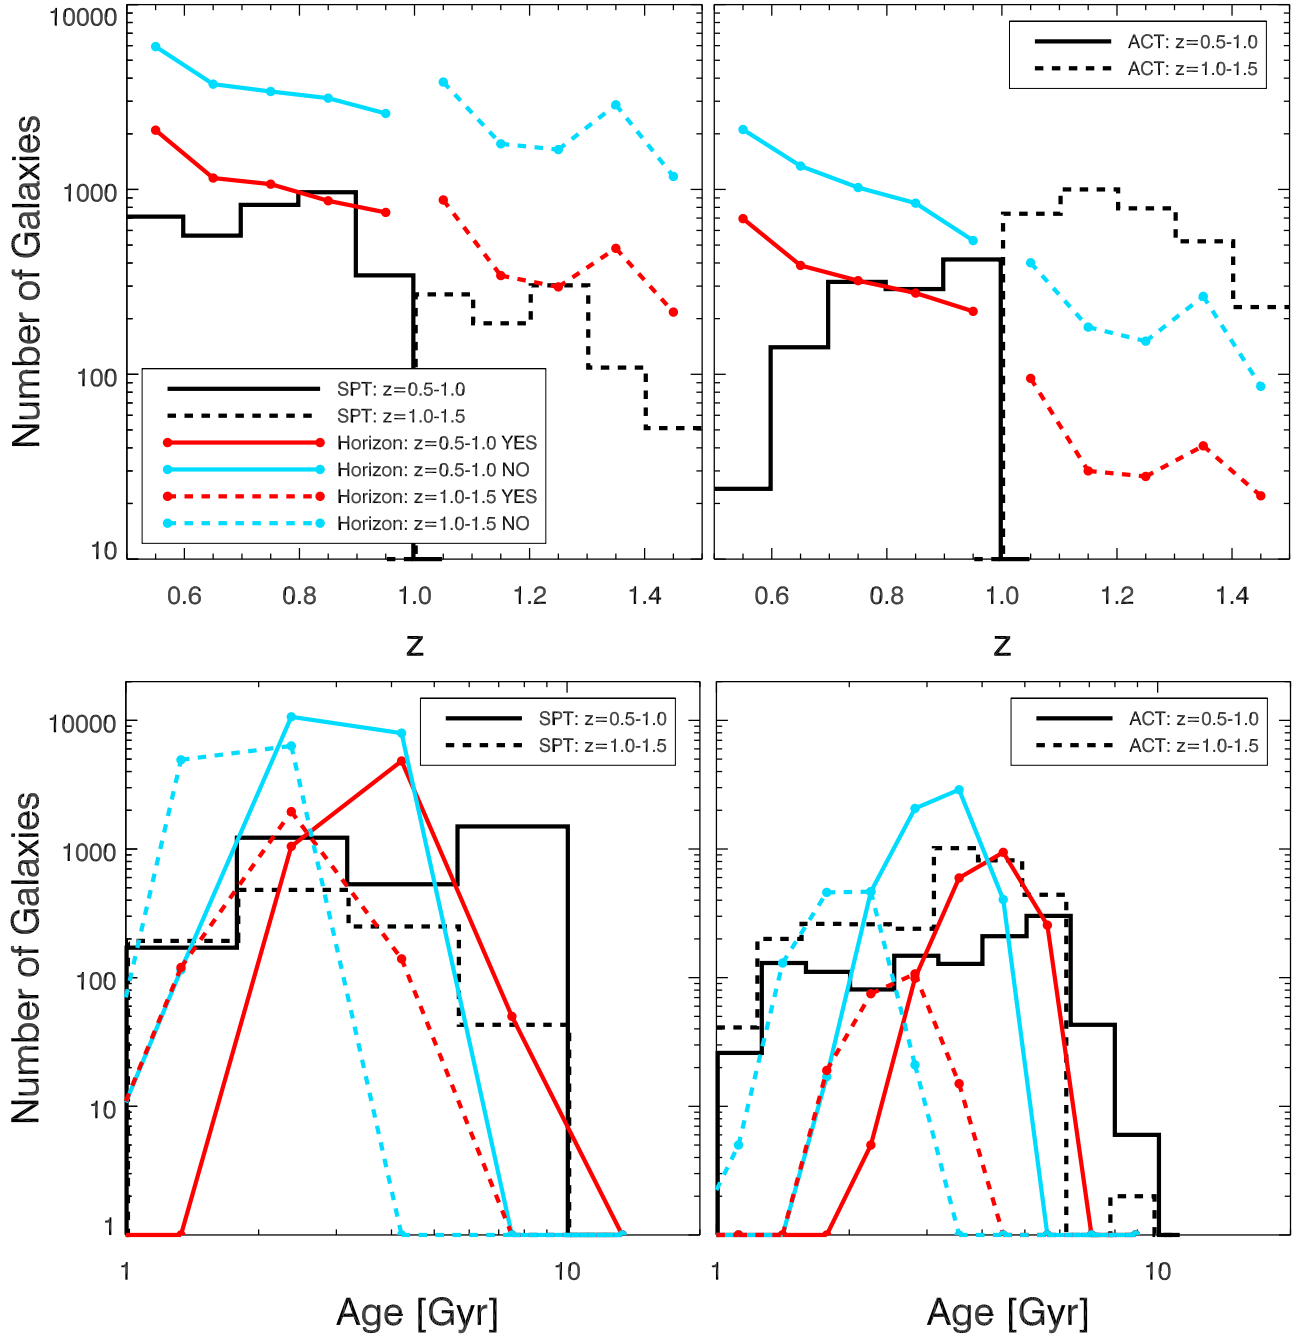 10000
1000
100
10
Number of Galaxies
SPT: z=0.5-1.0
SPT: z=1.0-1.5
Horizon: z=0.5-1.0 YES
Horizon: z=0.5-1.0 NO
Horizon: z=1.0-1.5 YES
Horizon: z=1.0-1.5 NO
0.6 0.8 1.0 1.2 1.4
z
ACT: z=0.5-1.0
ACT: z=1.0-1.5
0.6 0.8 1.0 1.2 1.4
z
10000
1000
100
10
1
Number of Galaxies
SPT: z=0.5-1.0
SPT: z=1.0-1.5
1 10
Age [Gyr]
ACT: z=0.5-1.0
ACT: z=1.0-1.5
1 10
Age [Gyr]